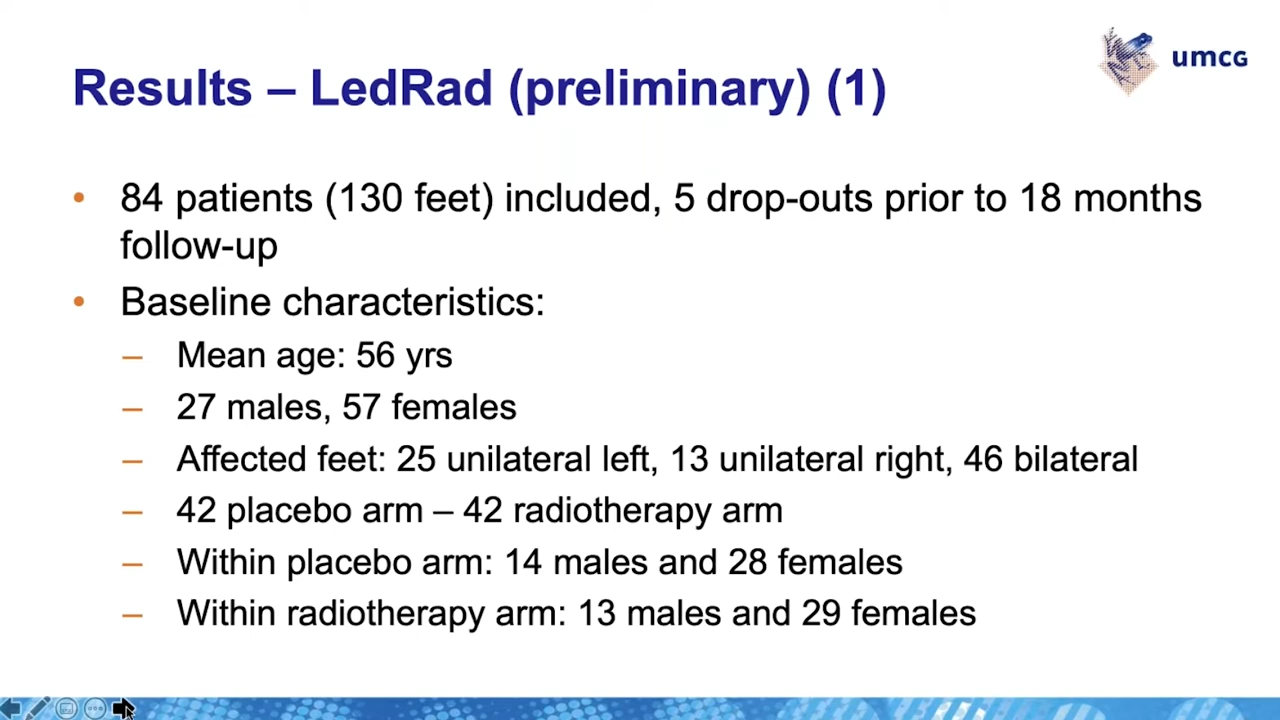 umcg
Results – LedRad (preliminary) (1)
• 84 patients (130 feet) included, 5 drop-outs prior to 18 months
follow-up
• Baseline characteristics:
– Mean age: 56 yrs
– 27 males, 57 females
– Affected feet: 25 unilateral left, 13 unilateral right, 46 bilateral
– 42 placebo arm – 42 radiotherapy arm
– Within placebo arm: 14 males and 28 females
– Within radiotherapy arm: 13 males and 29 females